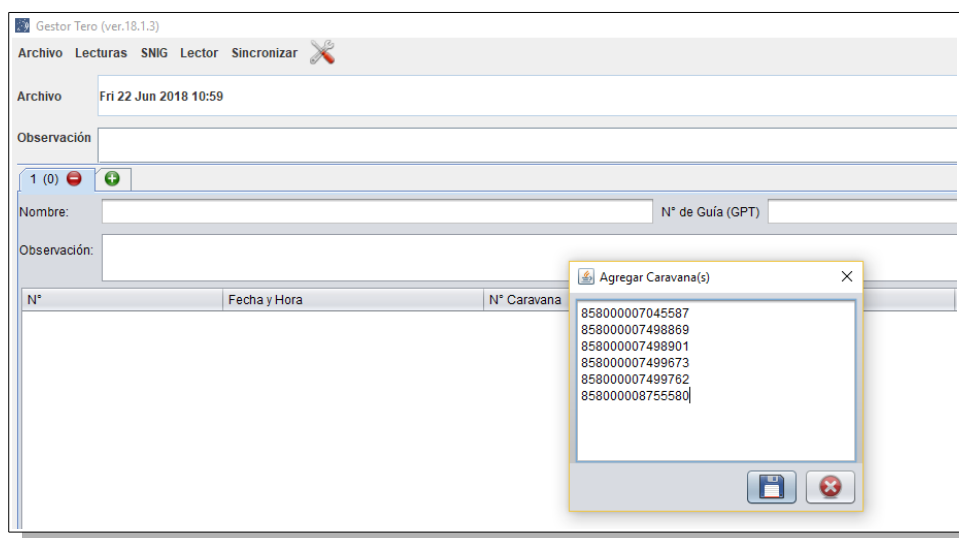 Gestor Tero (ver.18.1.3)
Archivo Lecturas SNIG Lector Sincronizar
Archivo Fri 22 Jun 2018 10:59
Observación
1 (0)
Nombre: N° de Guía (GPT)
Observación:
Agregar Caravana(s)
N° Fecha y Hora N° Caravana
858000007045587
858000007498869
858000007498901
858000007499673
858000007499762
858000008755580